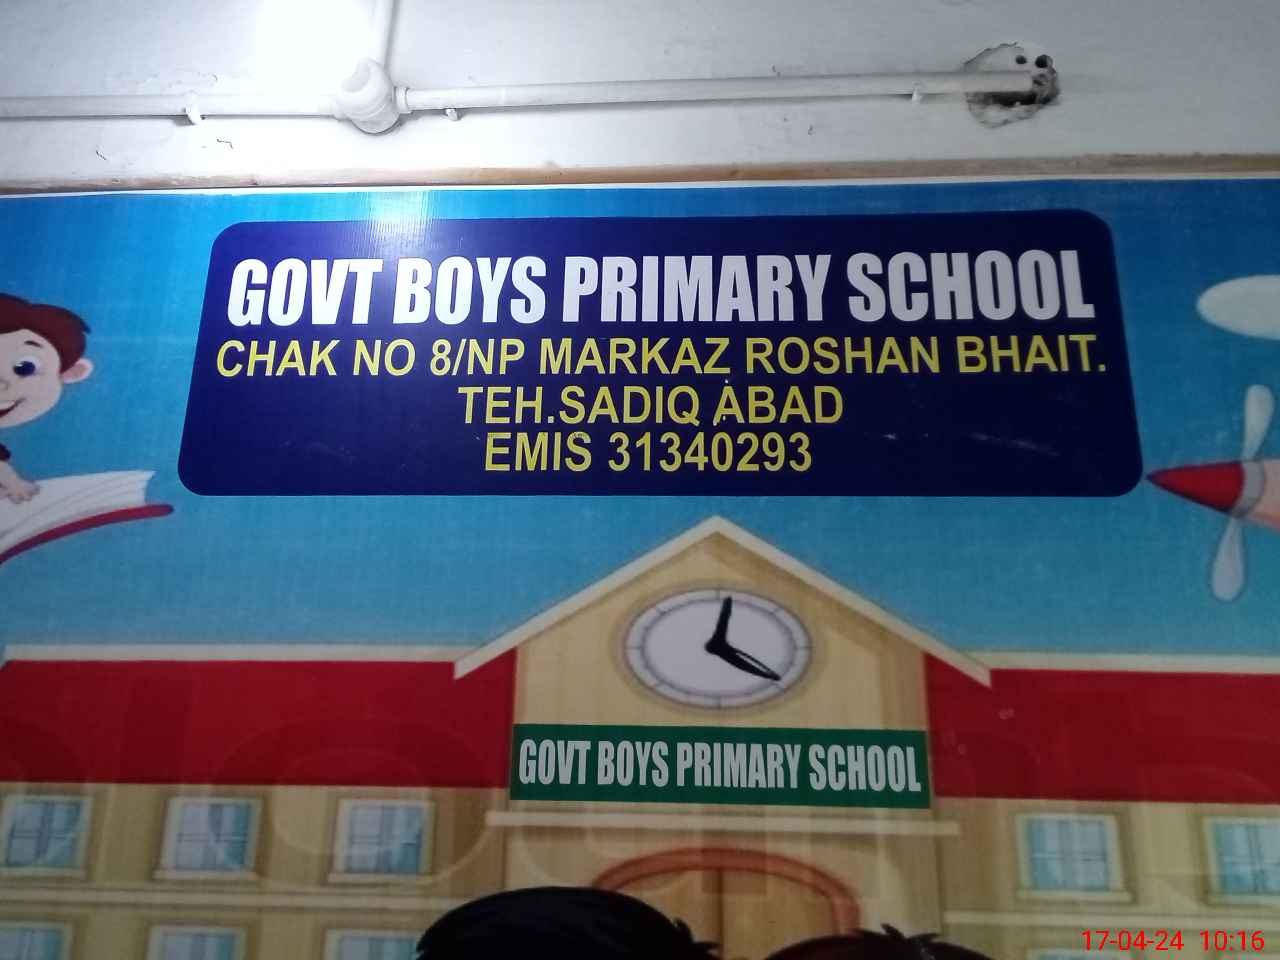 GOVT BOYS PRIMARY SCHOOL
CHAK NO 8/NP MARKAZ ROSHAN BHAIT.
TEH.SADIQ ABAD
EMIS 31340293
GOVT BOYS PRIMARY SCHOOL
17-04-24 10:16